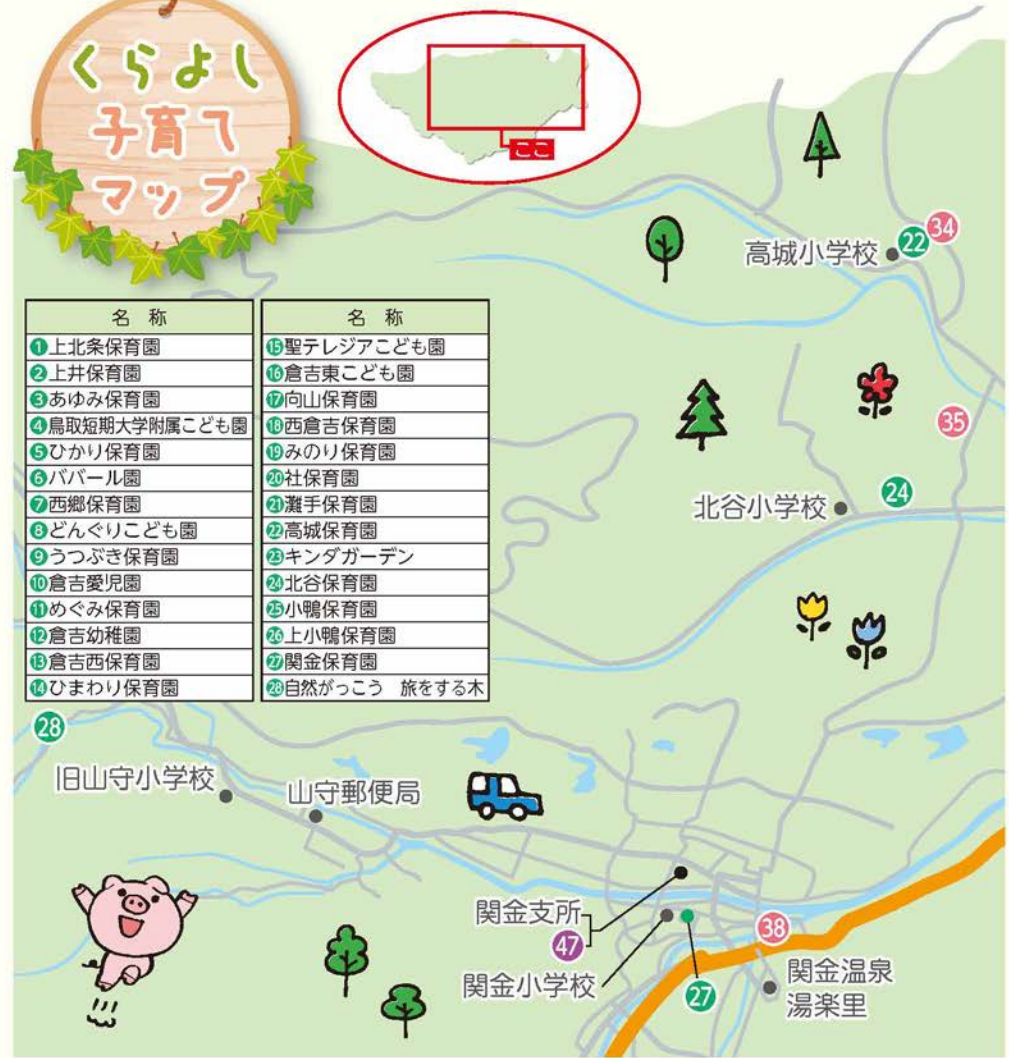 くらよし
子育て
マップ
ここ
高城小学校
22
34
35
北谷小学校
24
名 称
❶上北条保育園
❷上井保育園
❸あゆみ保育園
❹鳥取短期大学附属こども園
❺ひかり保育園
❻ババール園
❼西郷保育園
❽どんぐりこども園
❾うつぶき保育園
❿倉吉愛児園
⓫めぐみ保育園
⓬倉吉幼稚園
⓭倉吉西保育園
⓮ひまわり保育園
名 称
⓯聖テレジアこども園
⓰倉吉東こども園
⓱向山保育園
⓲西倉吉保育園
⓳みのり保育園
⓴社保育園
㉑灘手保育園
㉒高城保育園
㉓キンダガーデン
㉔北谷保育園
㉕小鴨保育園
㉖上小鴨保育園
㉗関金保育園
㉘自然がっこう 旅をする木
28
旧山守小学校
山守郵便局
関金支所
47
関金小学校
27
38
関金温泉
湯楽里